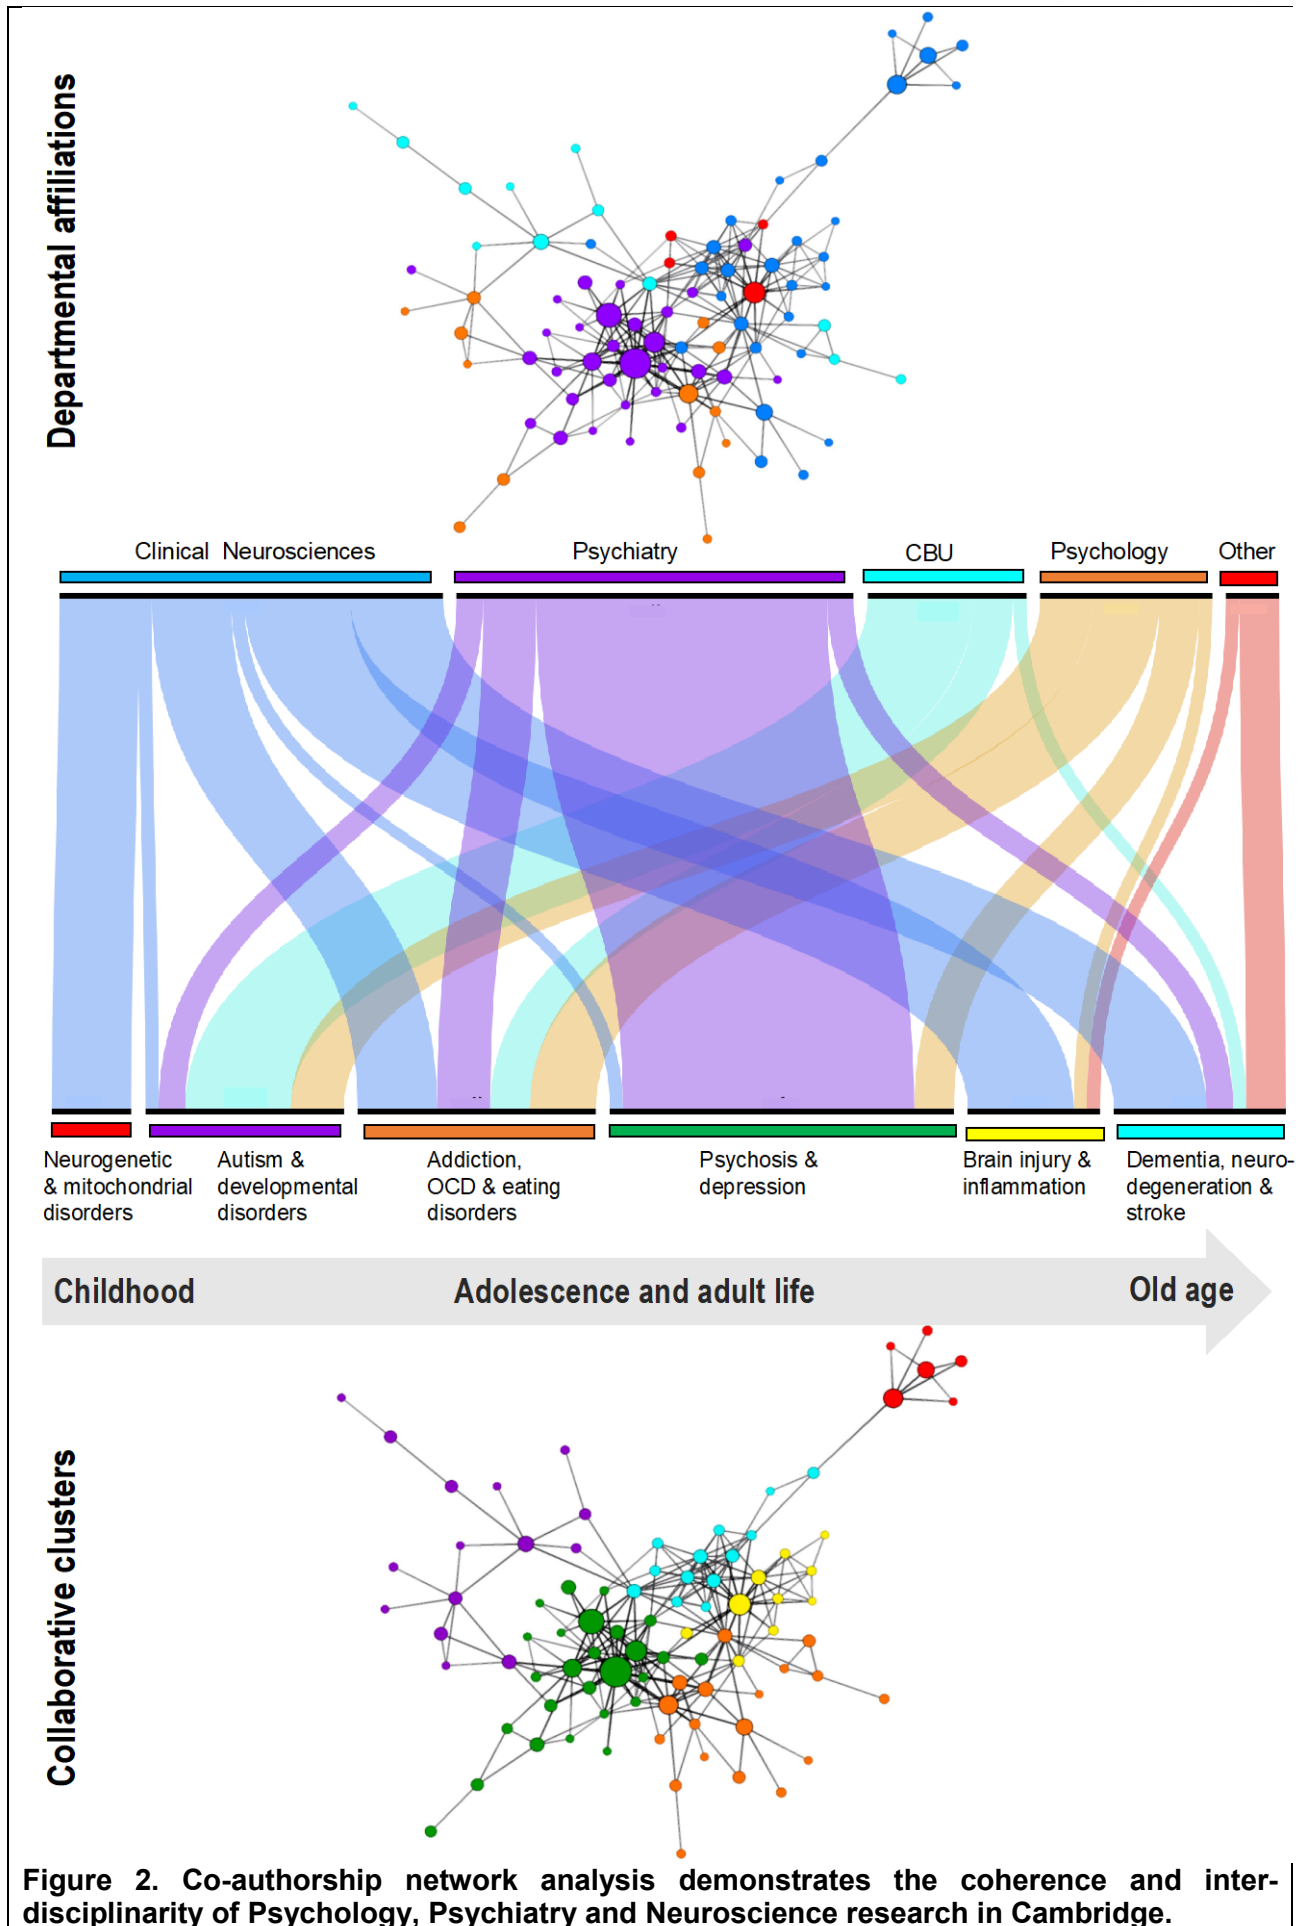 Departmental affiliations
Clinical Neurosciences
Psychiatry
CBU
Psychology
Other
Neurogenetic
& mitochondrial
disorders
Autism &
developmental
disorders
Addiction,
OCD & eating
disorders
Psychosis &
depression
Brain injury &
inflammation
Dementia, neuro-
degeneration &
stroke
Childhood
Adolescence and adult life
Old age
Collaborative clusters
Figure 2. Co-authorship network analysis demonstrates the coherence and inter-
disciplinarity of Psychology, Psychiatry and Neuroscience research in Cambridge.